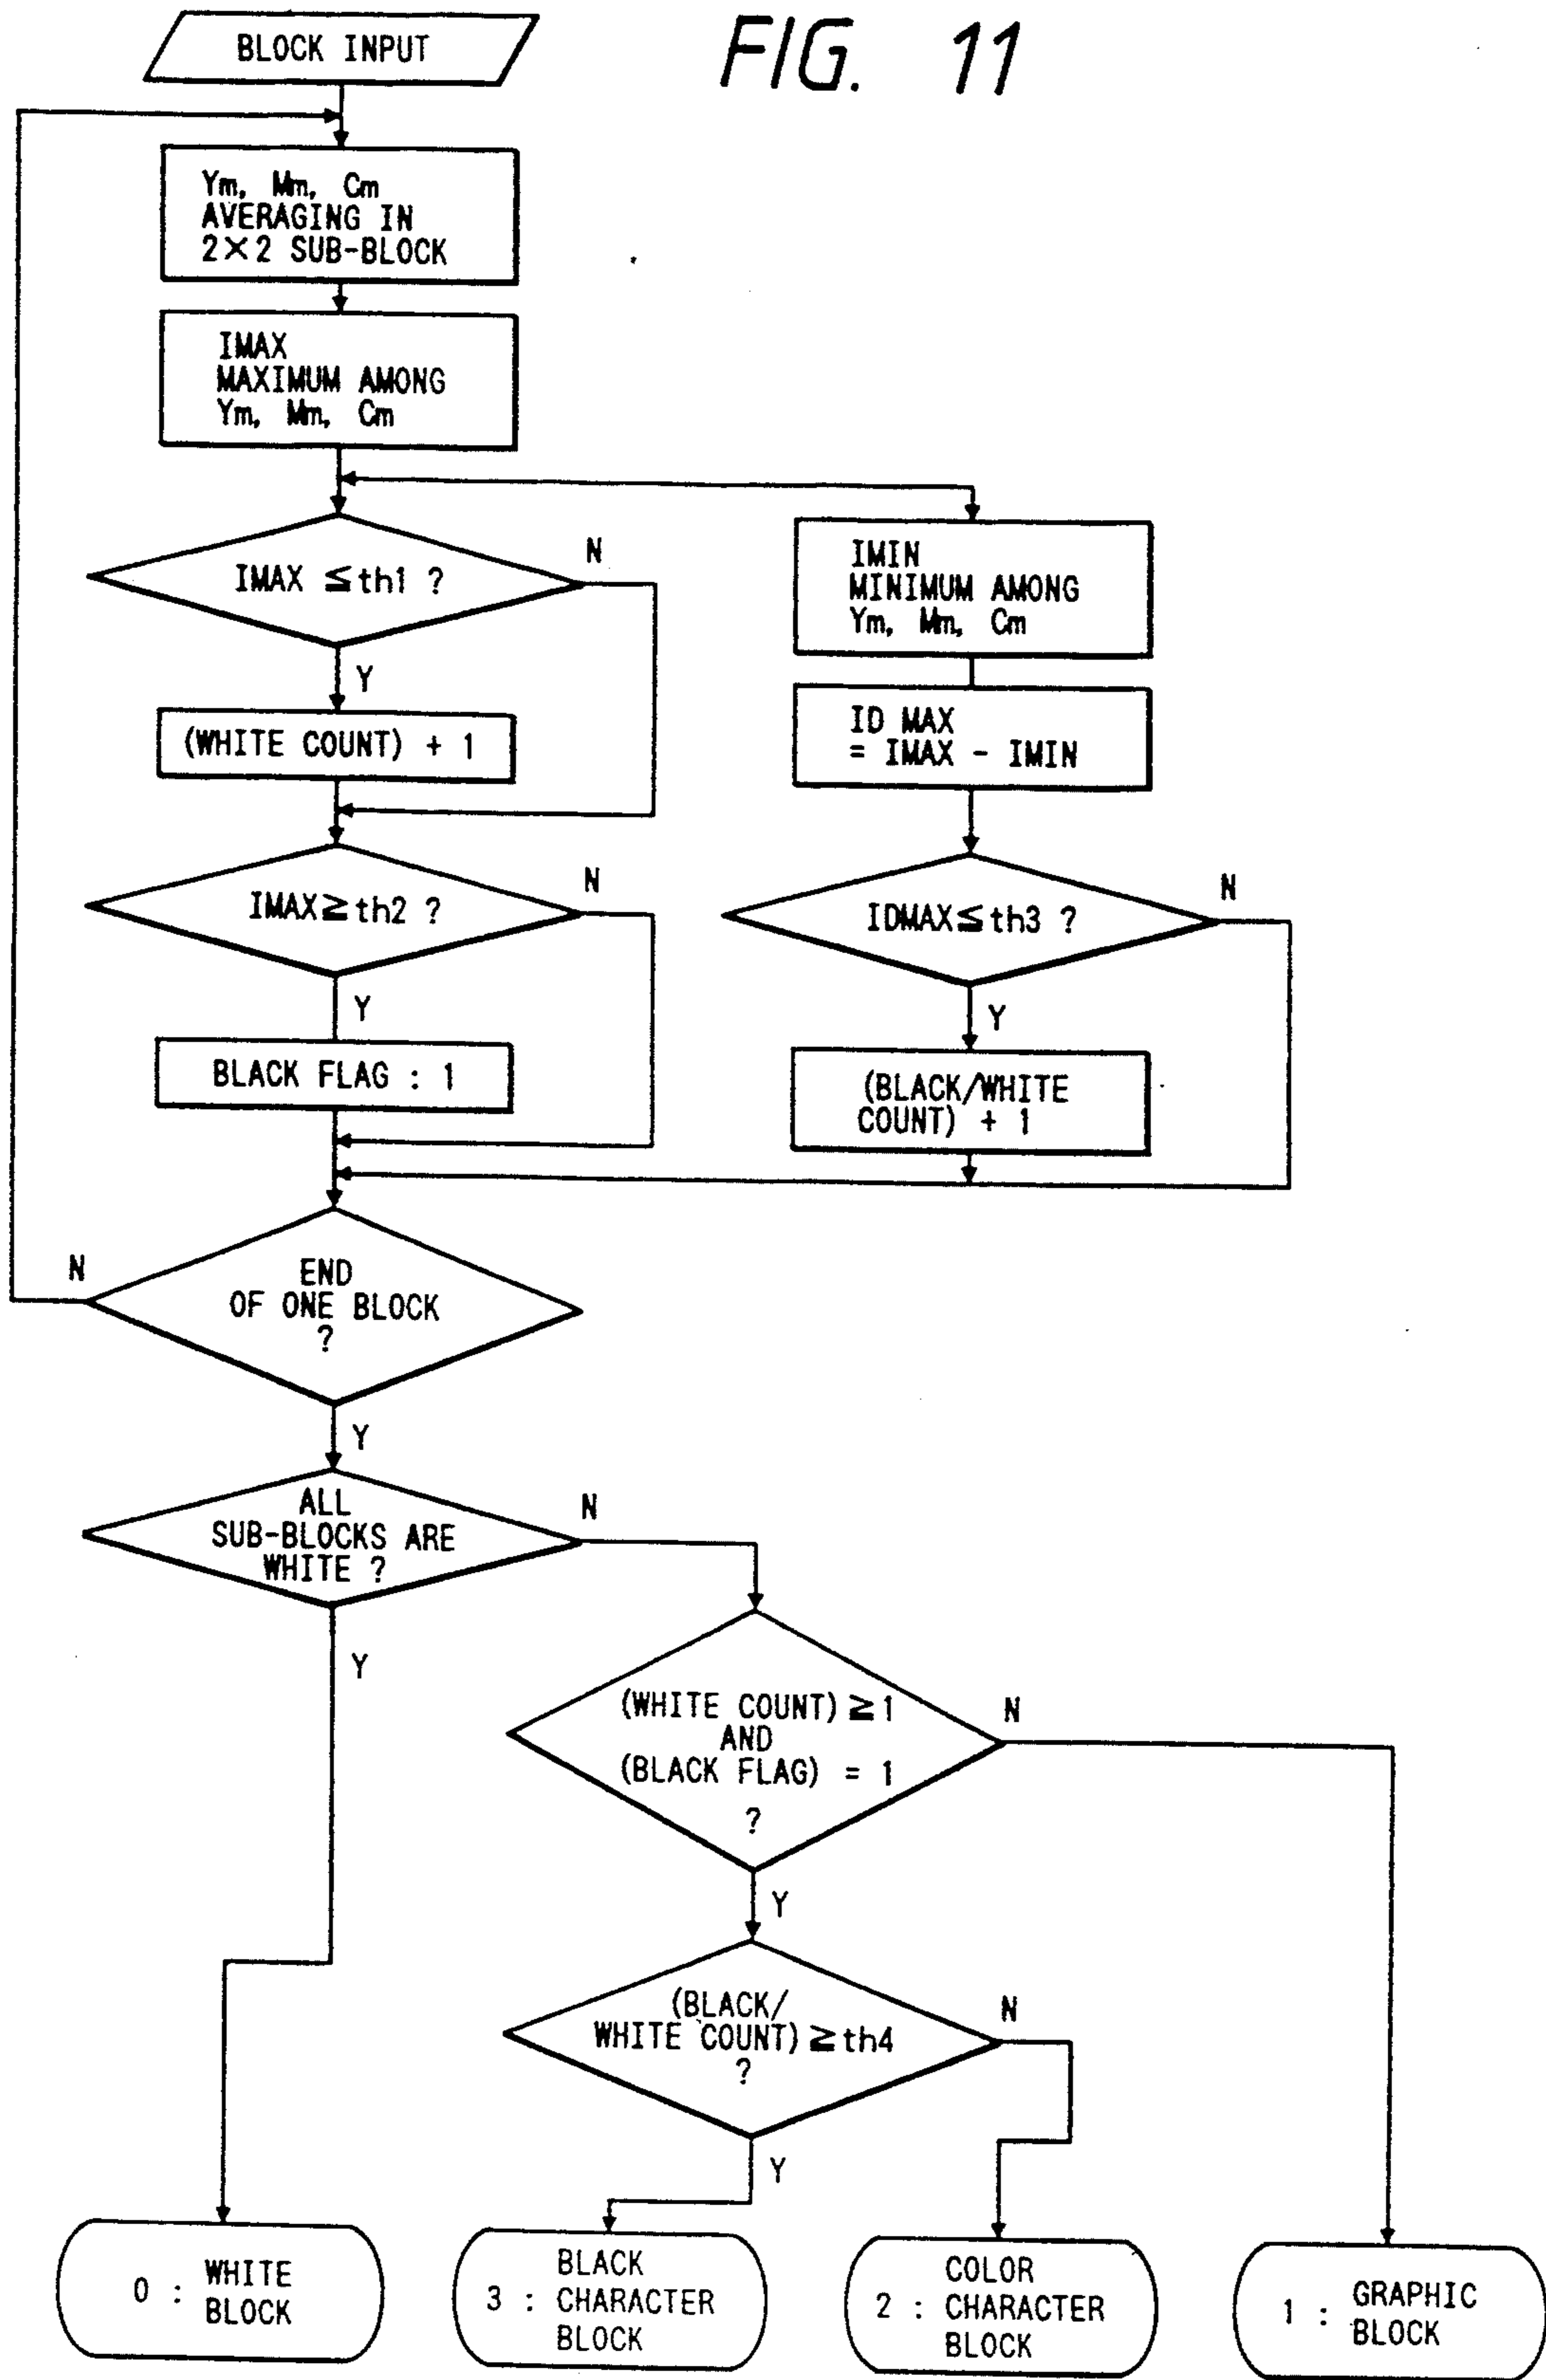 FIG. 11
BLOCK INPUT
Ym, Mm, Cm
AVERAGING IN
2×2 SUB-BLOCK
IMAX
MAXIMUM AMONG
Ym, Mm, Cm
IMAX ≦th1 ?
N
Y
(WHITE COUNT) + 1
IMAX≧th2 ?
N
Y
BLACK FLAG : 1
IMIN
MINIMUM AMONG
Ym, Mm, Cm
ID MAX
= IMAX - IMIN
IDMAX≦th3 ?
N
Y
(BLACK/WHITE
COUNT) + 1
END
OF ONE BLOCK
?
N
Y
ALL
SUB-BLOCKS ARE
WHITE ?
N
Y
(WHITE COUNT)≧1
AND
(BLACK FLAG) = 1
?
N
Y
(BLACK/
WHITE COUNT)≧th4
?
N
Y
0 : WHITE
BLOCK
BLACK
3 : CHARACTER
BLOCK
COLOR
2 : CHARACTER
BLOCK
1 : GRAPHIC
BLOCK